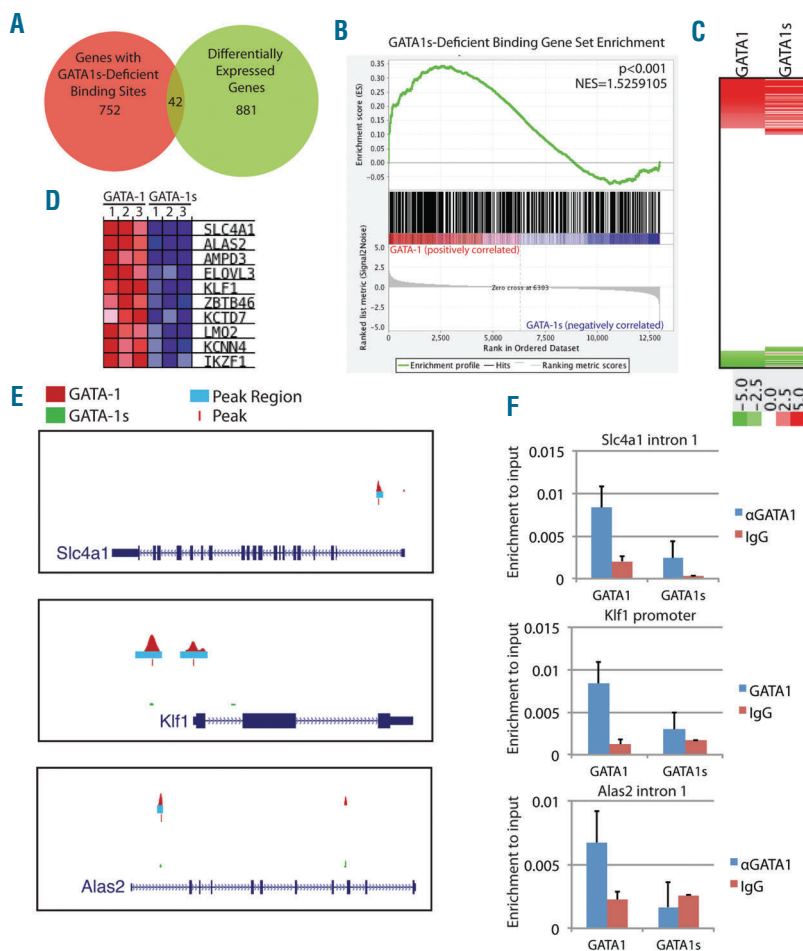 A
Genes with
GATA1s-Deficient
Binding Sites
752
42
Differentially
Expressed
Genes
881
B
GATA1s-Deficient Binding Gene Set Enrichment
p<0.001
NES=1.5259105
Enrichment score (ES)
0.35
0.30
0.25
0.20
0.15
0.10
0.05
0.00
-0.05
GATA-1 (positively correlated)
Ranked list metric (Signal2Noise)
5.0
2.5
0.0
-2.5
-5.0
Zero cross at 6303
GATA-1s (negatively correlated)
0 2,500 5,000 7,500 10,000 12,500
Rank in Ordered Dataset
Enrichment profile Hits Ranking metric scores
C
GATA1
GATA1s
-5.0
-2.5
0.0
2.5
5.0
D
GATA-1 GATA-1s
1 2 3 1 2 3
SLC4A1
ALAS2
AMPD3
ELOVL3
KLF1
ZBTB46
KCTD7
LMO2
KCNN4
IKZF1
E
GATA-1
GATA-1s
Peak Region
Peak
Slc4a1
Klf1
Alas2
F
Slc4a1 intron 1
Enrichment to input
0.015
0.01
0.005
0
GATA1 GATA1s
αGATA1
IgG
Klf1 promoter
Enrichment to input
0.015
0.01
0.005
0
GATA1 GATA1s
GATA1
IgG
Alas2 intron 1
Enrichment to input
0.01
0.005
0
GATA1 GATA1s
αGATA1
IgG